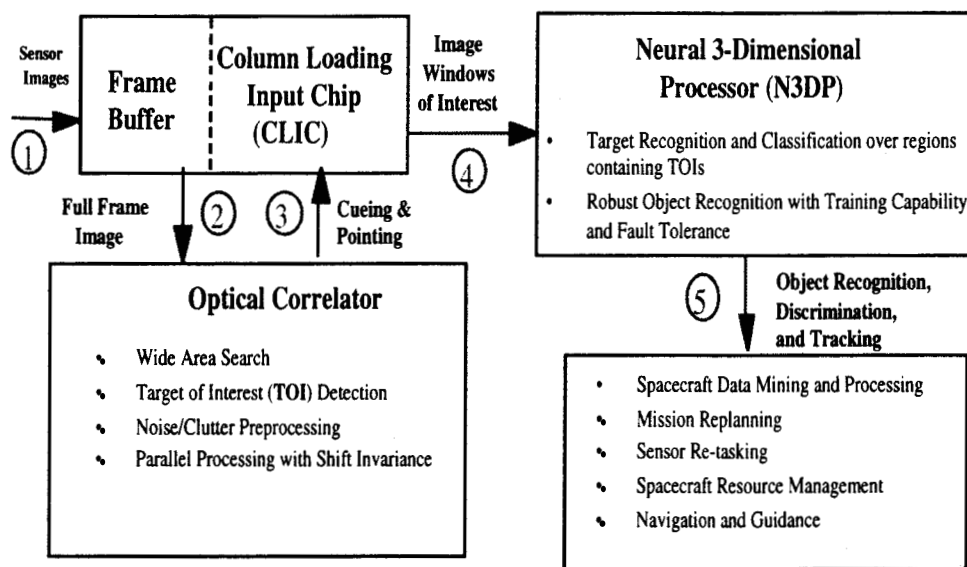 Sensor
Images
1
Frame
Buffer
Column Loading
Input Chip
(CLIC)
Image
Windows
of Interest
4
Neural 3-Dimensional
Processor (N3DP)
• Target Recognition and Classification over regions
containing TOIs
• Robust Object Recognition with Training Capability
and Fault Tolerance
Full Frame
Image
2
3
Cueing &
Pointing
Optical Correlator
• Wide Area Search
• Target of Interest (TOI) Detection
• Noise/Clutter Preprocessing
• Parallel Processing with Shift Invariance
5
Object Recognition,
Discrimination,
and Tracking
• Spacecraft Data Mining and Processing
• Mission Replanning
• Sensor Re-tasking
• Spacecraft Resource Management
• Navigation and Guidance